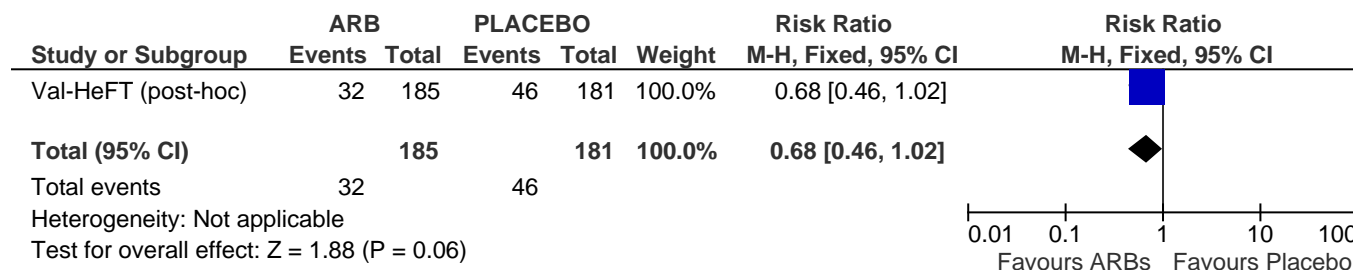 ARB PLACEBO Risk Ratio Risk Ratio
Study or Subgroup Events Total Events Total Weight M-H, Fixed, 95% CI M-H, Fixed, 95% CI
Val-HeFT (post-hoc) 32 185 46 181 100.0% 0.68 [0.46, 1.02]
Total (95% CI) 185 181 100.0% 0.68 [0.46, 1.02]
Total events 32 46
Heterogeneity: Not applicable
Test for overall effect: Z = 1.88 (P = 0.06)
0.01 0.1 1 10 100
Favours ARBs Favours Placebo